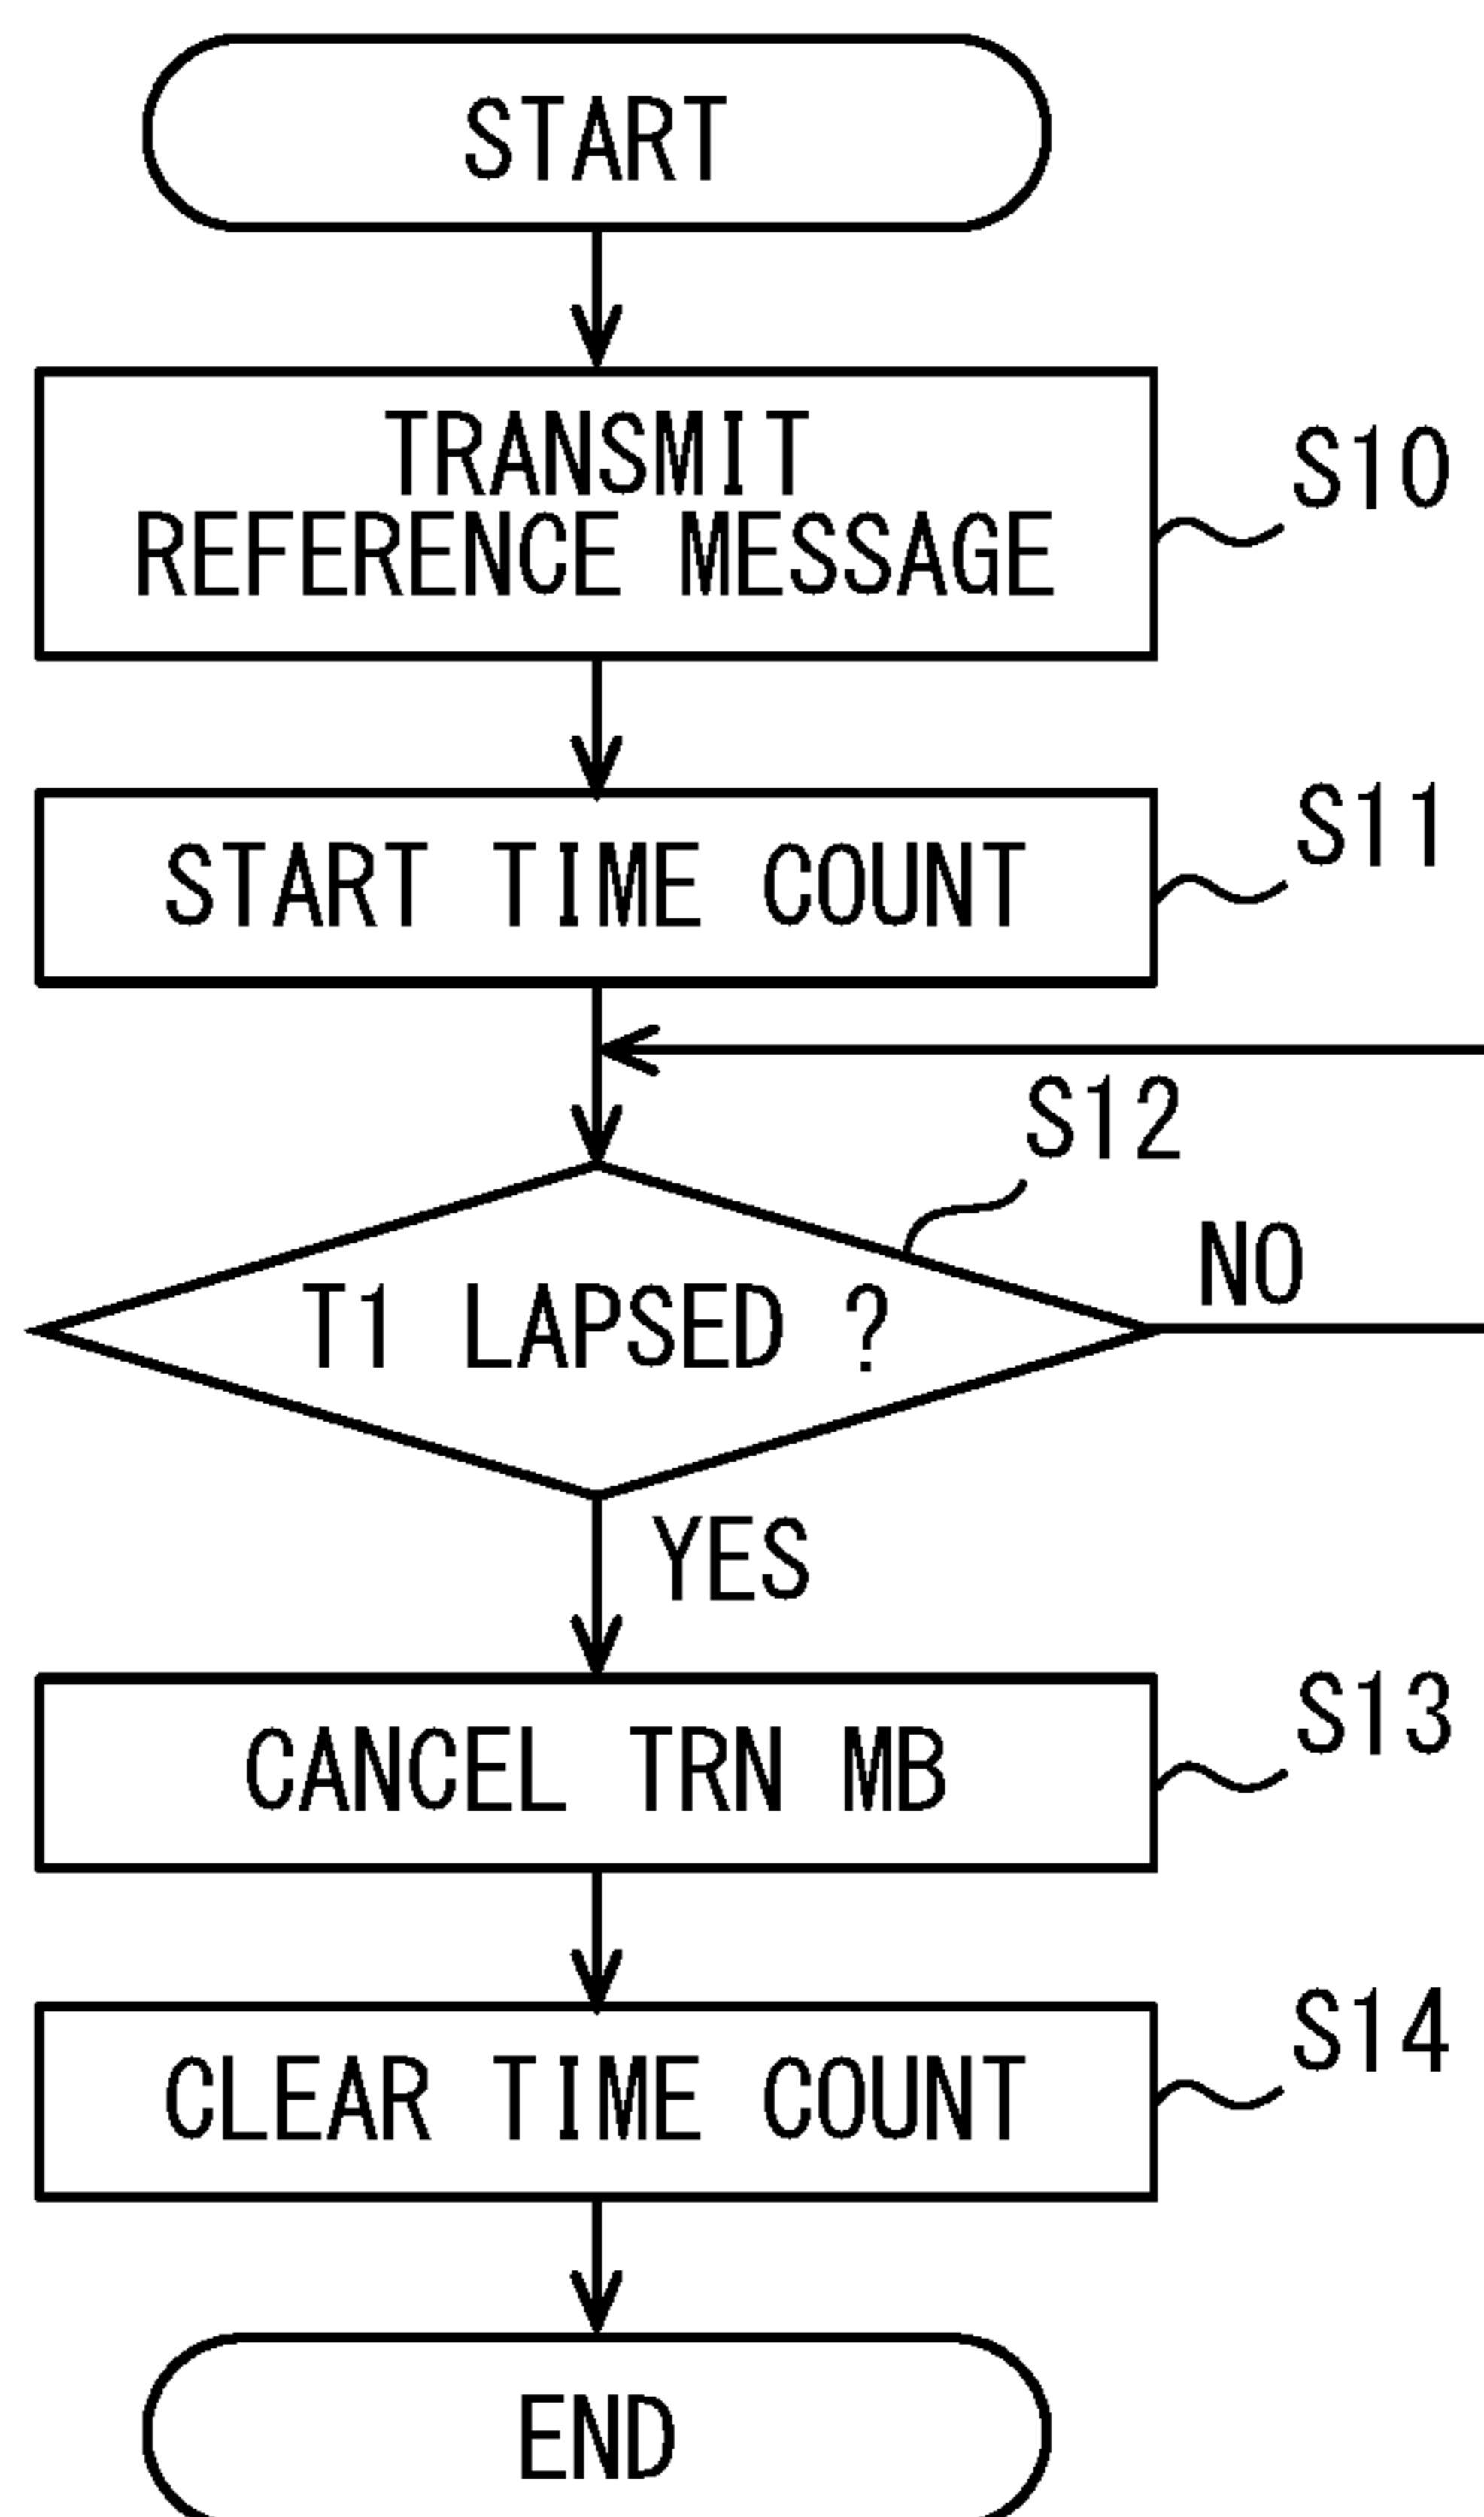 START
TRANSMIT
REFERENCE MESSAGE
S10
START TIME COUNT
S11
S12
T1 LAPSED ?
NO
YES
CANCEL TRN MB
S13
CLEAR TIME COUNT
S14
END